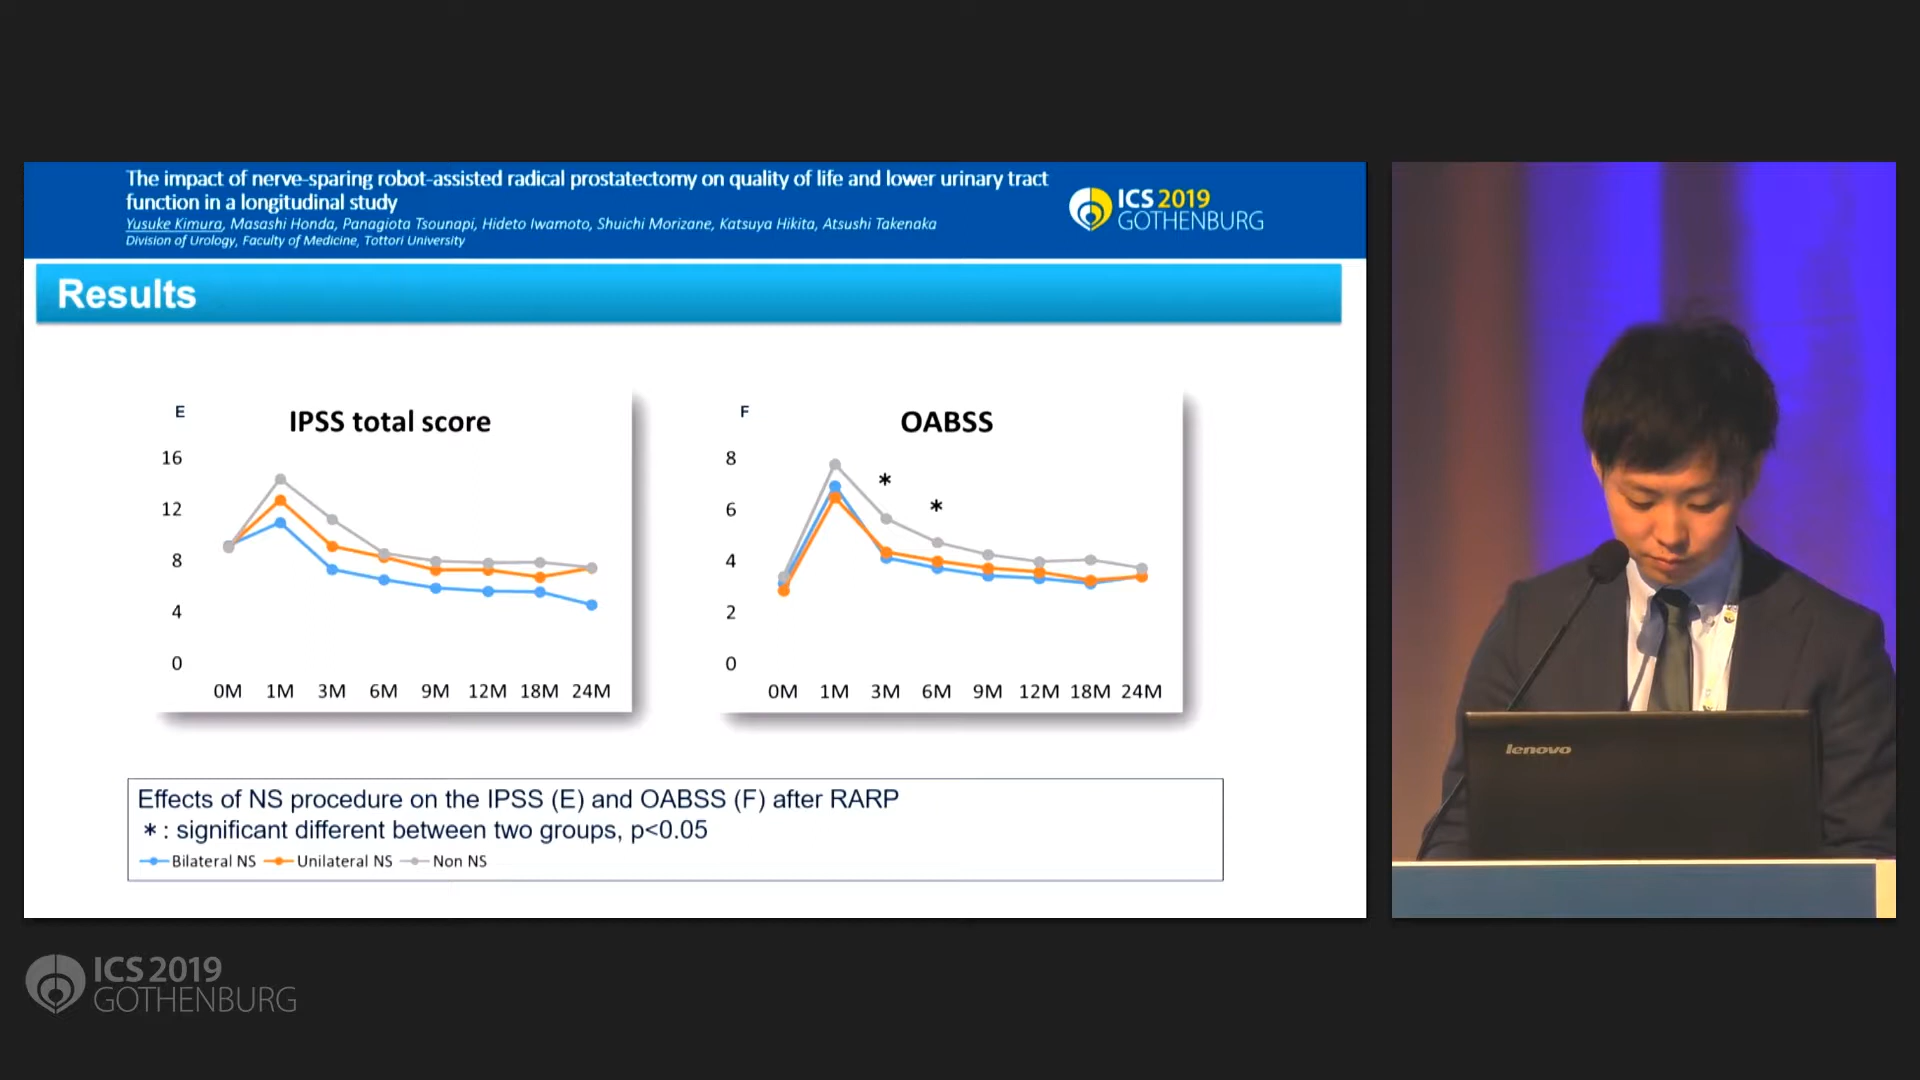 The impact of nerve-sparing robot-assisted radical prostatectomy on quality of life and lower urinary tract
function in a longitudinal study
Yusuke Kimura, Masashi Honda, Panagiota Tsounapi, Hideto Iwamoto, Shuichi Morizane, Katsuya Hikita, Atsushi Takenaka
Division of Urology, Faculty of Medicine, Tottori University
ICS 2019
GOTHENBURG
Results
E
IPSS total score
16
12
8
4
0
0M 1M 3M 6M 9M 12M 18M 24M
F
OABSS
8
6
4
2
0
*
*
0M 1M 3M 6M 9M 12M 18M 24M
Effects of NS procedure on the IPSS (E) and OABSS (F) after RARP
* : significant different between two groups, p<0.05
Bilateral NS Unilateral NS Non NS
lenovo
ICS 2019
GOTHENBURG